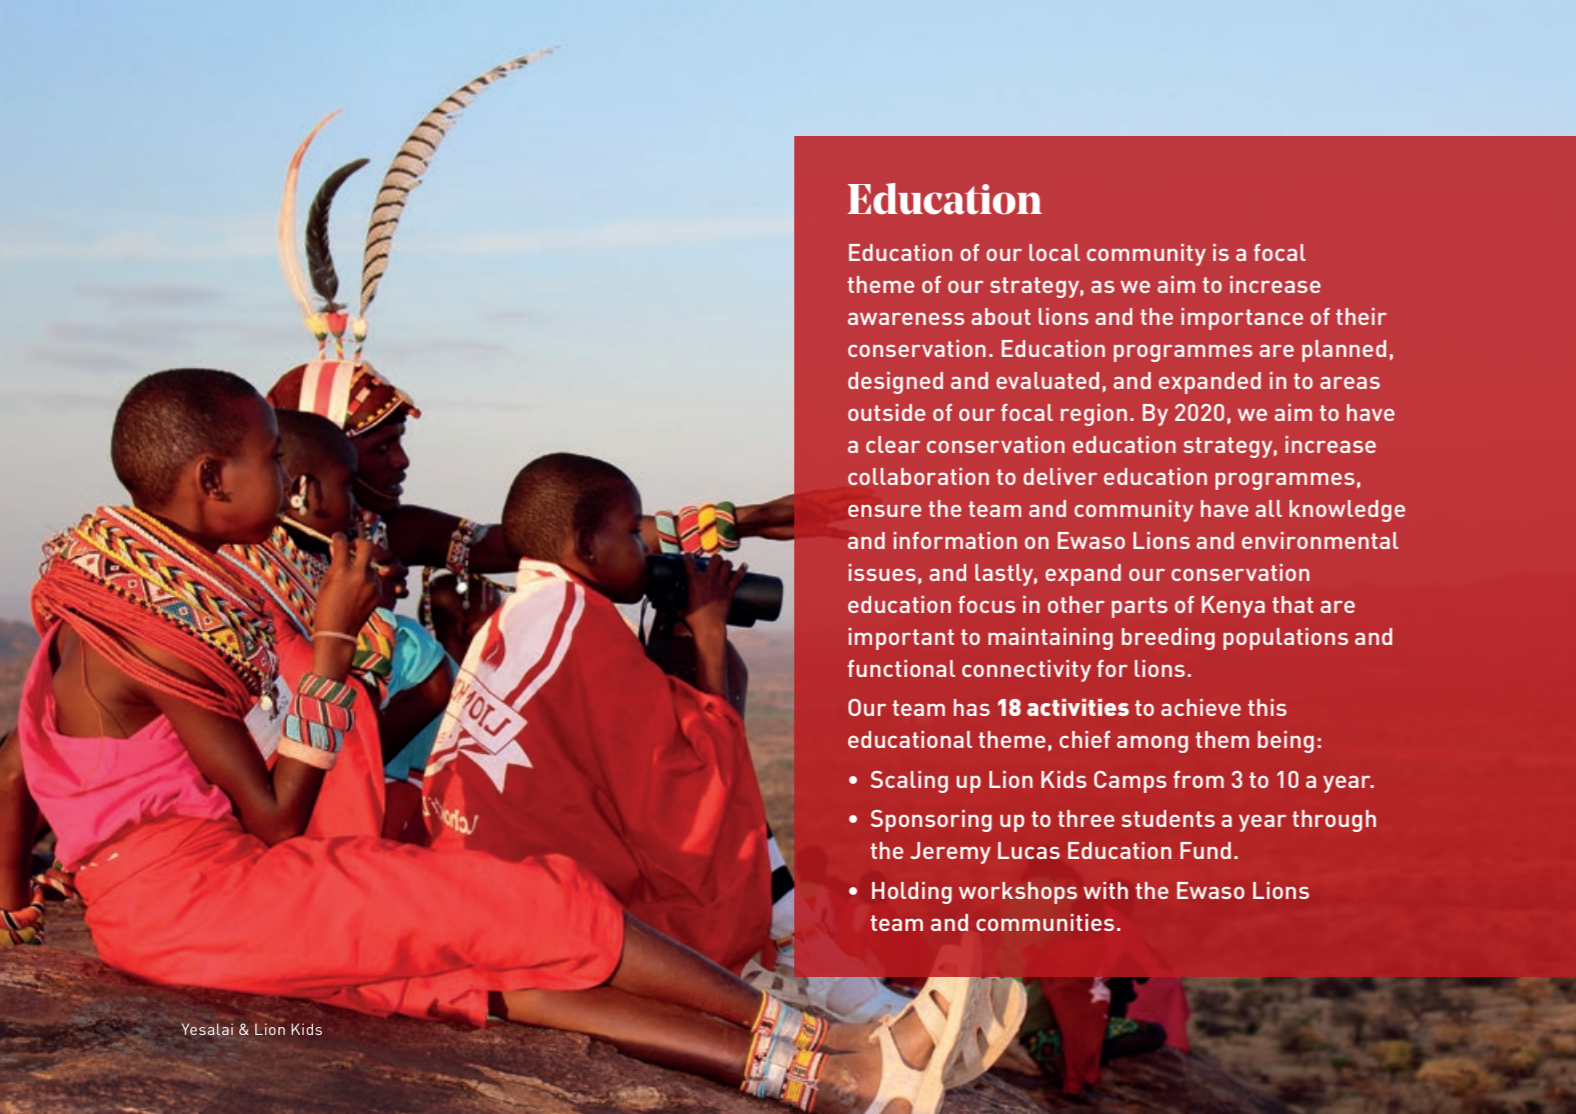 Education
Education of our local community is a focal
theme of our strategy, as we aim to increase
awareness about lions and the importance of their
conservation. Education programmes are planned,
designed and evaluated, and expanded in to areas
outside of our focal region. By 2020, we aim to have
a clear conservation education strategy, increase
collaboration to deliver education programmes,
ensure the team and community have all knowledge
and information on Ewaso Lions and environmental
issues, and lastly, expand our conservation
education focus in other parts of Kenya that are
important to maintaining breeding populations and
functional connectivity for lions.
Our team has 18 activities to achieve this
educational theme, chief among them being:
• Scaling up Lion Kids Camps from 3 to 10 a year.
• Sponsoring up to three students a year through
the Jeremy Lucas Education Fund.
• Holding workshops with the Ewaso Lions
team and communities.
Yesalai & Lion Kids